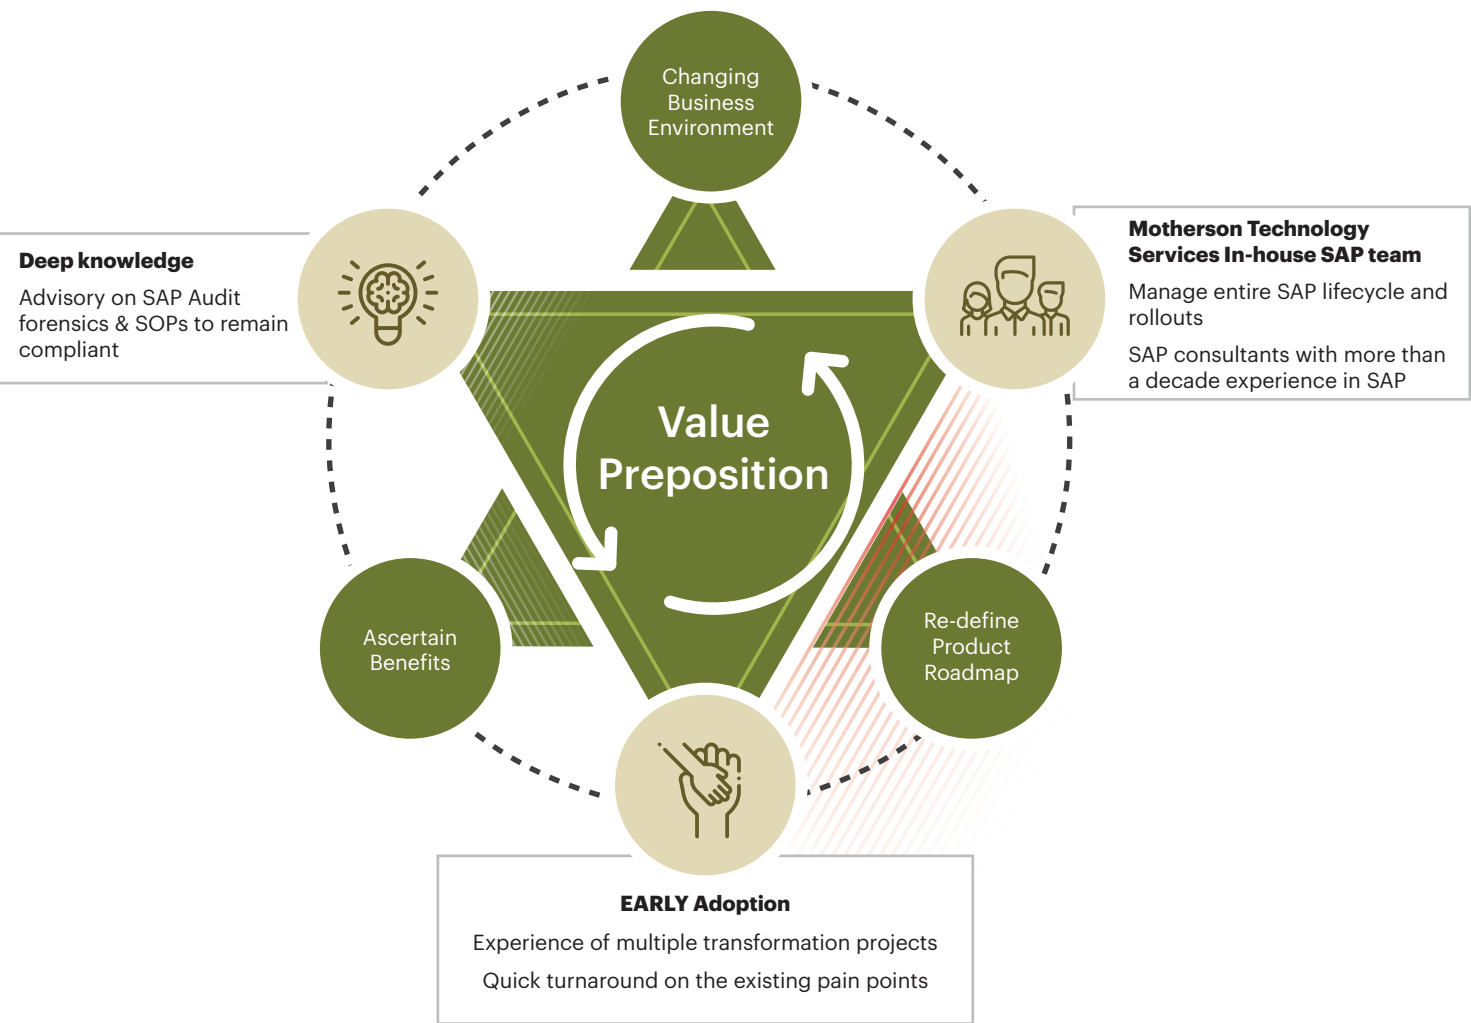 Changing
Business
Environment
Deep knowledge
Advisory on SAP Audit
forensics & SOPs to remain
compliant
Motherson Technology
Services In-house SAP team
Manage entire SAP lifecycle and
rollouts
SAP consultants with more than
a decade experience in SAP
Value
Preposition
Ascertain
Benefits
Re-define
Product
Roadmap
EARLY Adoption
Experience of multiple transformation projects
Quick turnaround on the existing pain points